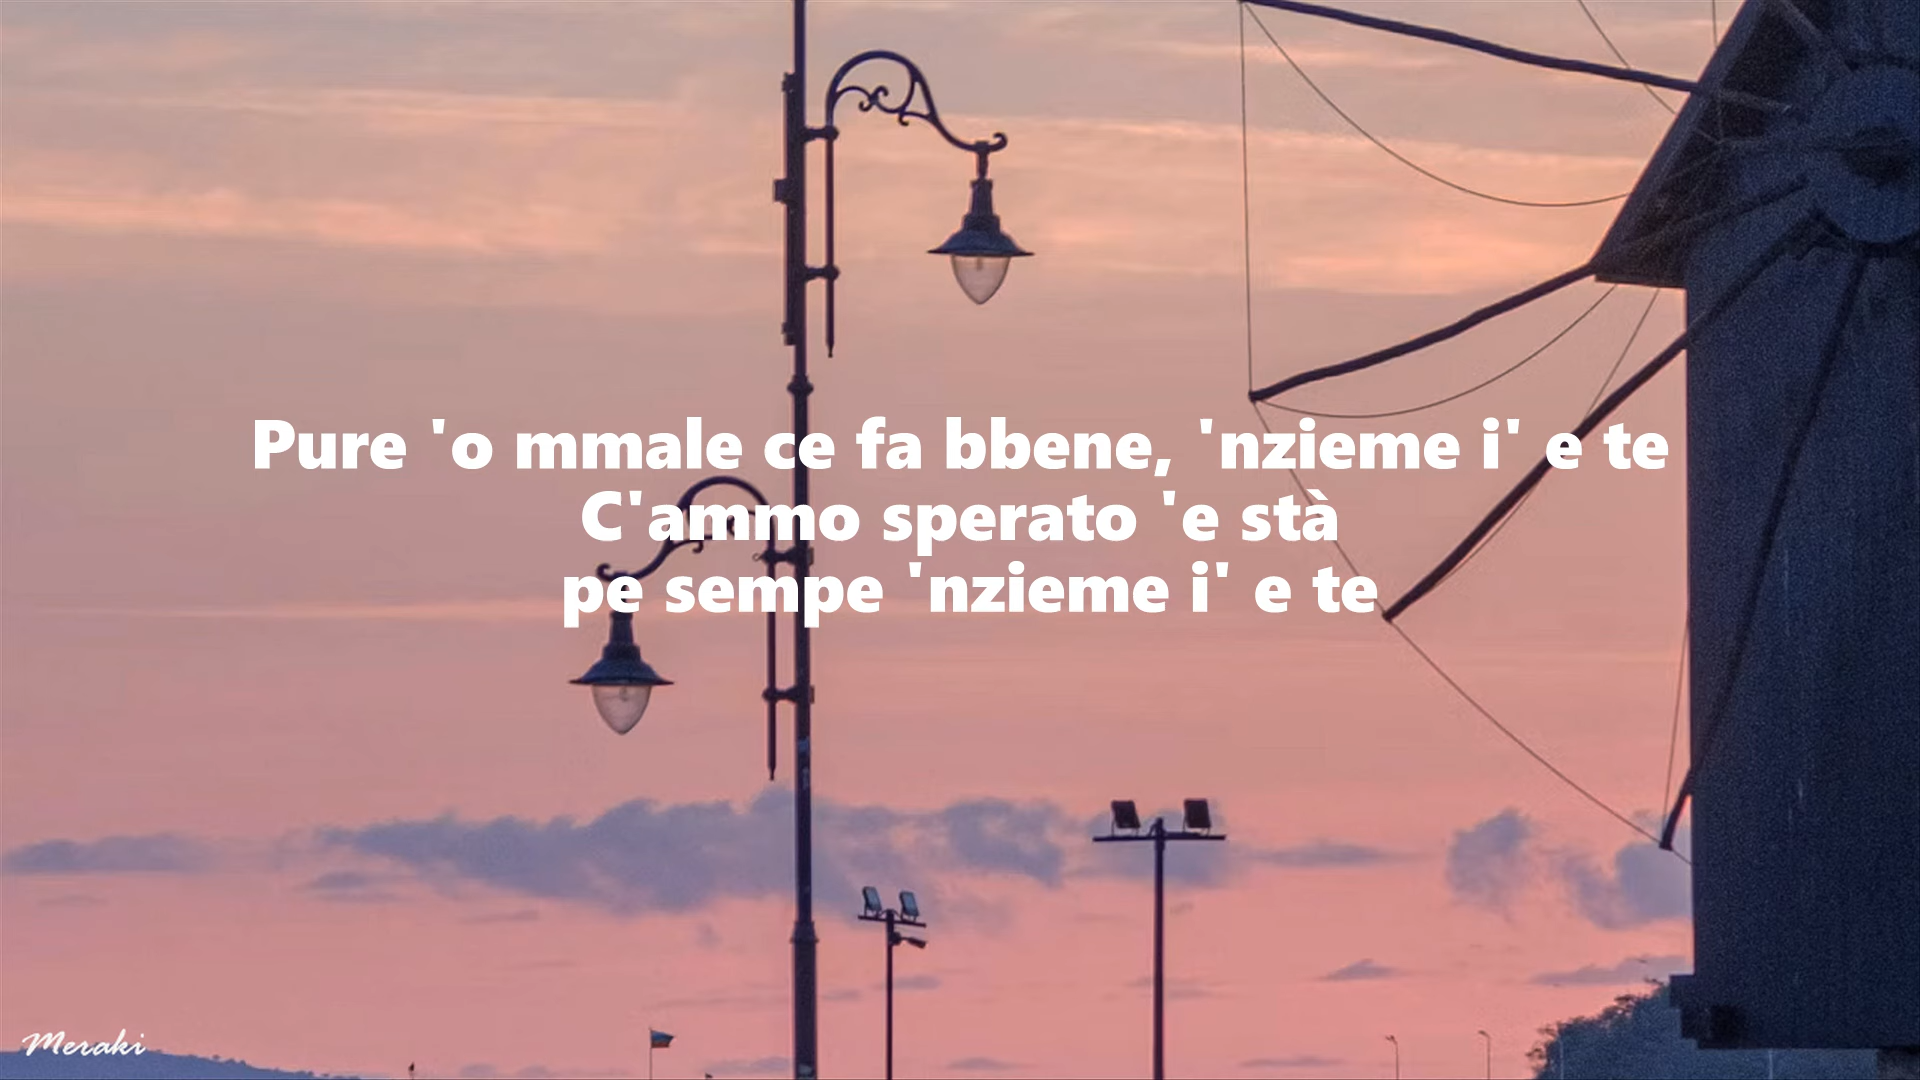 Pure 'o mmale ce fa bbene, 'nzieme i' e te
C'ammo sperato 'e stà
pe sempe 'nzieme i' e te
Meraki